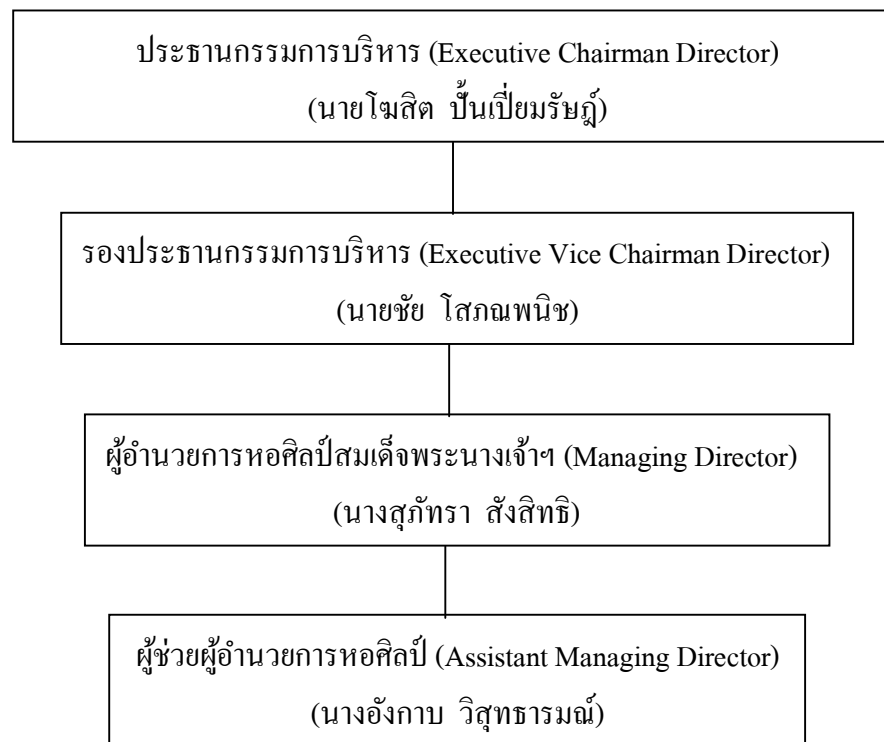 ประธานกรรมการบริหาร (Executive Chairman Director)
(นายโฆสิต ปั้นเปี่ยมรัษฎ์)
รองประธานกรรมการบริหาร (Executive Vice Chairman Director)
(นายชัย โสภณพนิช)
ผู้อำนวยการหอศิลป์สมเด็จพระนางเจ้าฯ (Managing Director)
(นางสุภัทรา สังสิทธิ)
ผู้ช่วยผู้อำนวยการหอศิลป์ (Assistant Managing Director)
(นางอังกาบ วิสุทธารมณ์)